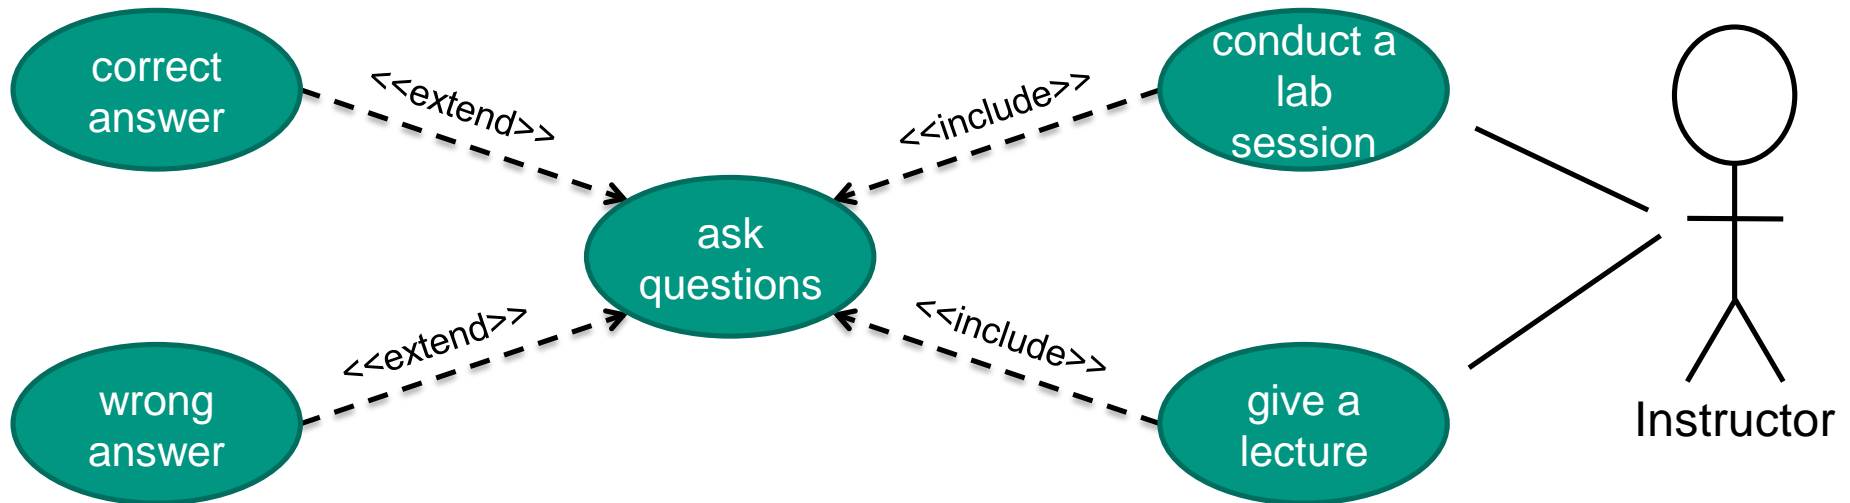 correct
answer
<<extend>>
<<include>>
conduct a
lab
session
ask
questions
wrong
answer
<<extend>>
<<include>>
give a
lecture
Instructor